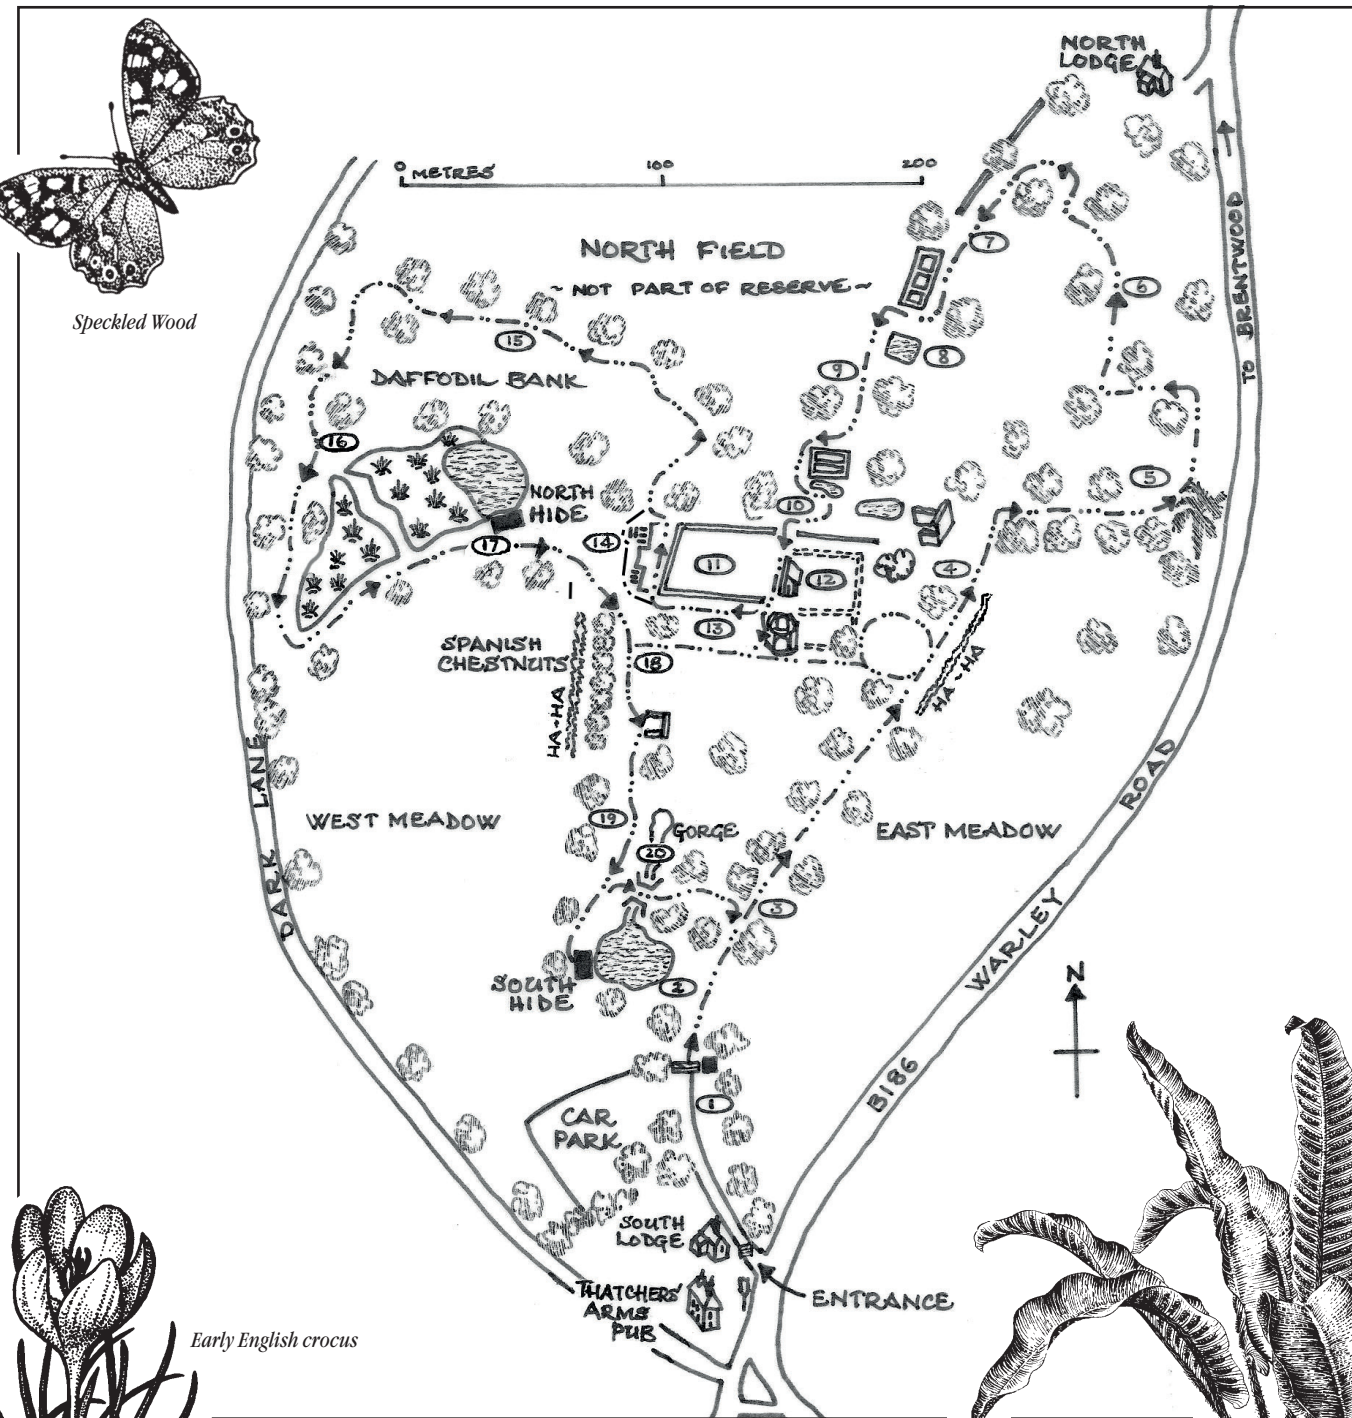 NORTH
LODGE
0 METRES 100 200
NORTH FIELD
~ NOT PART OF RESERVE ~
TO BRENTWOOD
Speckled Wood
7
6
15
8
9
DAFFODIL BANK
16
5
NORTH
HIDE
10
17
14
11
12
4
13
SPANISH
CHESTNUTS
18
HA-HA
HA-HA
DARK LANE
WEST MEADOW
19
GORGE
20
EAST MEADOW
3
B186 WARLEY ROAD
SOUTH
HIDE
2
N
1
CAR
PARK
SOUTH
LODGE
THATCHERS'
ARMS
PUB
ENTRANCE
Early English crocus